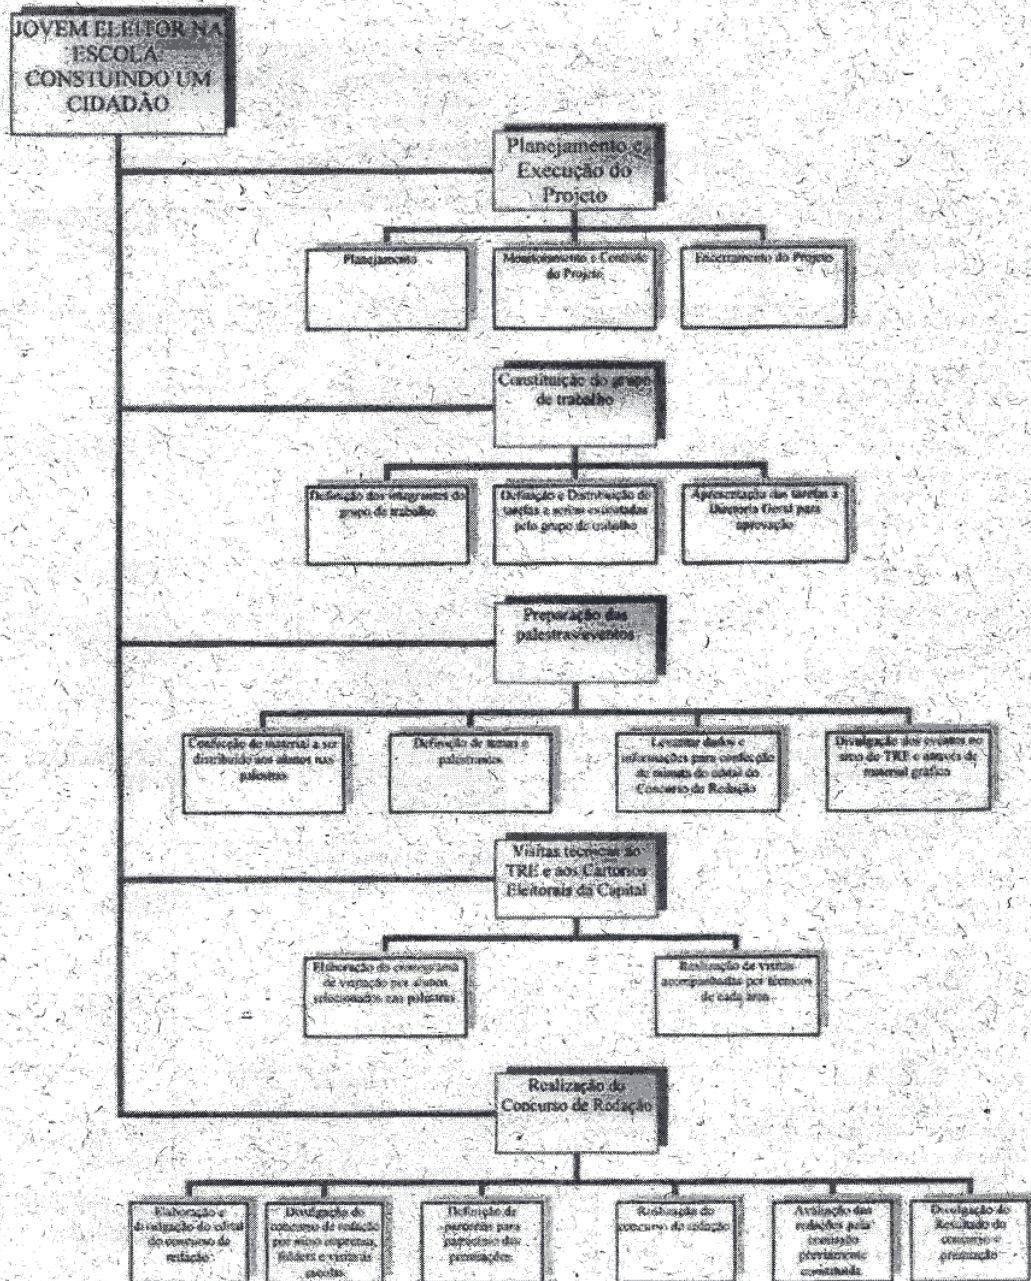 JOVEM ELEITOR NA
ESCOLA
CONSTUINDO UM
CIDADÃO
Planejamento e
Execução do
Projeto
Planejamento
Monitoramento e Controle
do Projeto
Encerramento do Projeto
Constituição do grupo
de trabalho
Definição dos integrantes do
grupo de trabalho
Definição e Distribuição de
tarefas a serem executadas
pelo grupo de trabalho
Apresentação das tarefas a
Diretoria Geral para
aprovação
Preparação das
palestras/eventos
Confecção de material a ser
distribuído aos alunos nas
palestras
Definição de temas e
palestrantes
Levantar dados e
informações para confecção
de minuta do edital do
Concurso de Redação
Divulgação dos eventos no
sítio do TRE e através de
material gráfico
Visitas técnicas ao
TRE e aos Cartórios
Eleitorais da Capital
Elaboração do cronograma
de visitação por alunos
selecionados nas palestras
Realização de visitas
acompanhadas por técnicos
de cada área
Realização do
Concurso de Redação
Elaboração e
divulgação do edital
do concurso de
redação
Divulgação do
concurso de redação
por meio impresso,
folders e visita às
escolas
Definição de
parcerias para
patrocínio das
premiações
Realização do
concurso de redação
Avaliação das
redações pela
comissão
previamente
constituída
Divulgação do
Resultado do
concurso e
premiação